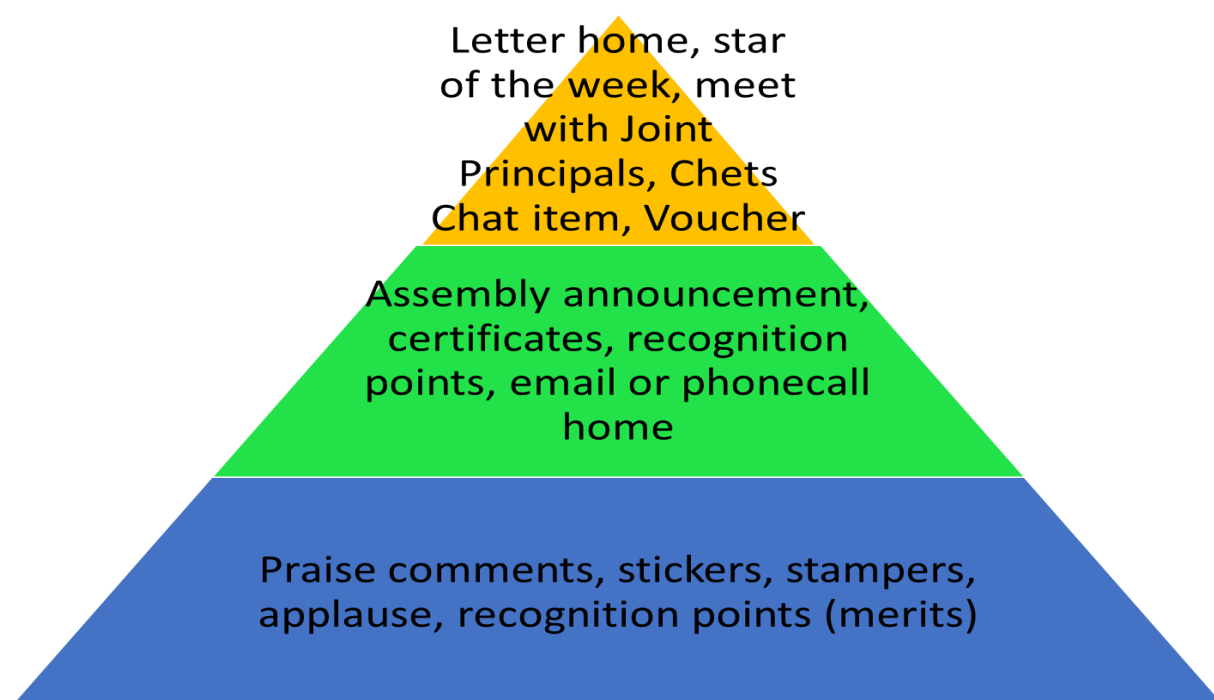 Letter home, star
of the week, meet
with Joint
Principals, Chets
Chat item, Voucher
Assembly announcement,
certificates, recognition
points, email or phonecall
home
Praise comments, stickers, stampers,
applause, recognition points (merits)